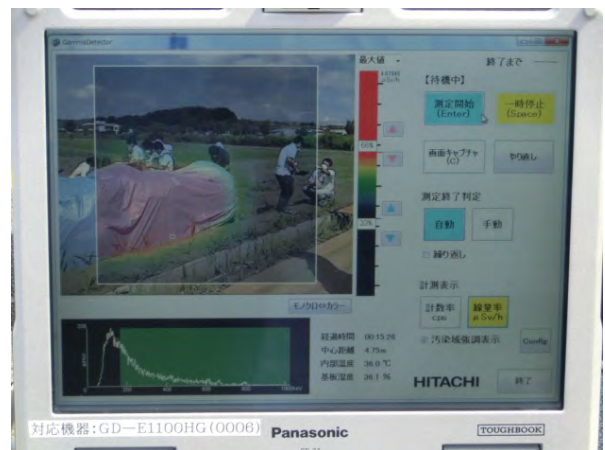 GammaDetector
最大値 -
μSv/h
終了まで
【待機中】
測定開始
(Enter)
一時停止
(Space)
画面キャプチャ
(C)
やり直し
測定終了判定
自動
手動
繰り返し
計測表示
計数率
cps
線量率
μSv/h
汚染域強調表示
Config
モノクロ⇔カラー
経過時間 00:15:26
中心距離 4.75m
内部温度 36.0 ℃
基板湿度 36.1 %
HITACHI
終了
対応機器:GD―E1100HG(0006)
Panasonic
TOUGHBOOK